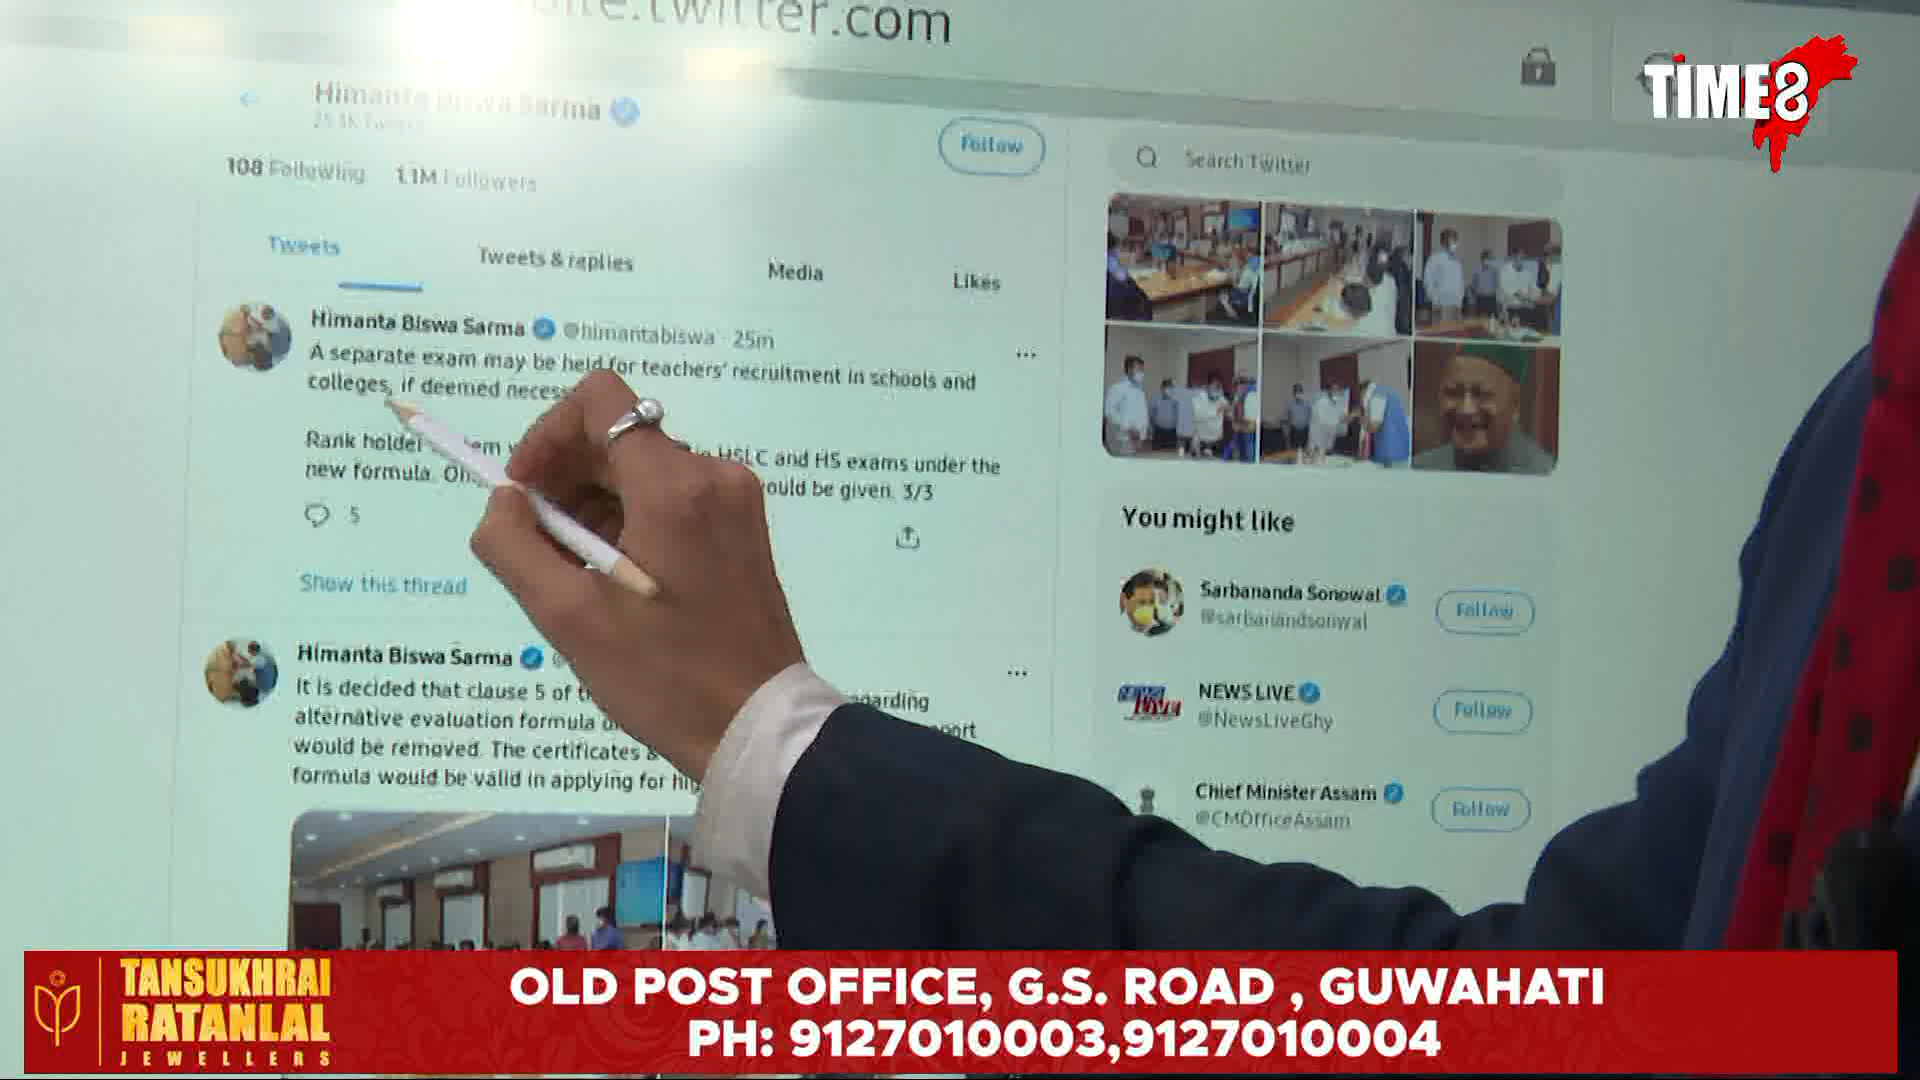 .twitter.com
TIME8
Himanta Biswa Sarma
108 Following 1.1M Followers
Follow
Search Twitter
Tweets Tweets & replies Media Likes
Himanta Biswa Sarma @himantabiswa · 25m
A separate exam may be held for teachers' recruitment in schools and
colleges, if deemed
Rank HSLC and HS exams under the
new formula. would be given. 3/3
5
Show this thread
Himanta Biswa Sarma
It is decided that clause 5 of
alternative evaluation formula
would be removed. The certificates &
formula would be valid in applying for
You might like
Sarbananda Sonowal
@sarbanandsonwal
Follow
NEWS LIVE
@NewsLiveGhy
Follow
Chief Minister Assam
@CMOfficeAssam
Follow
TANSUKHRAI
RATANLAL
JEWELLERS
OLD POST OFFICE, G.S. ROAD , GUWAHATI
PH: 9127010003,9127010004